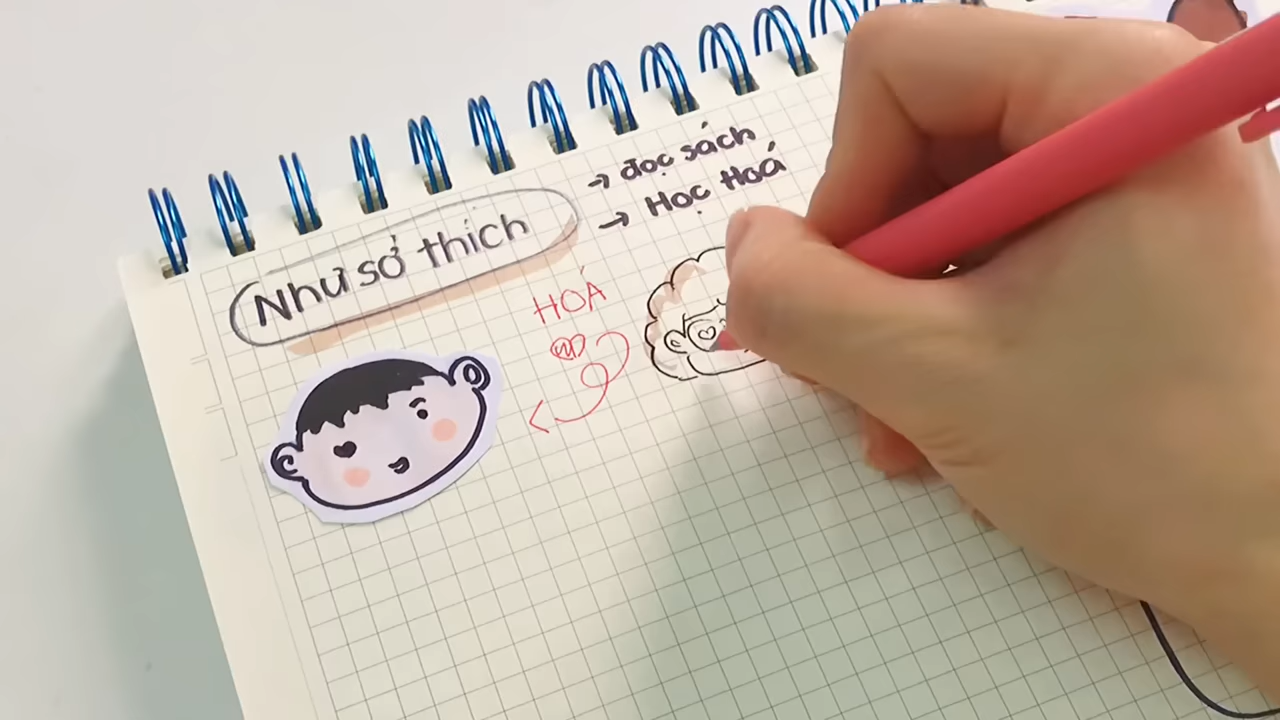 Như sở thích
→ đọc sách
→ Học Hoá
HOÁ